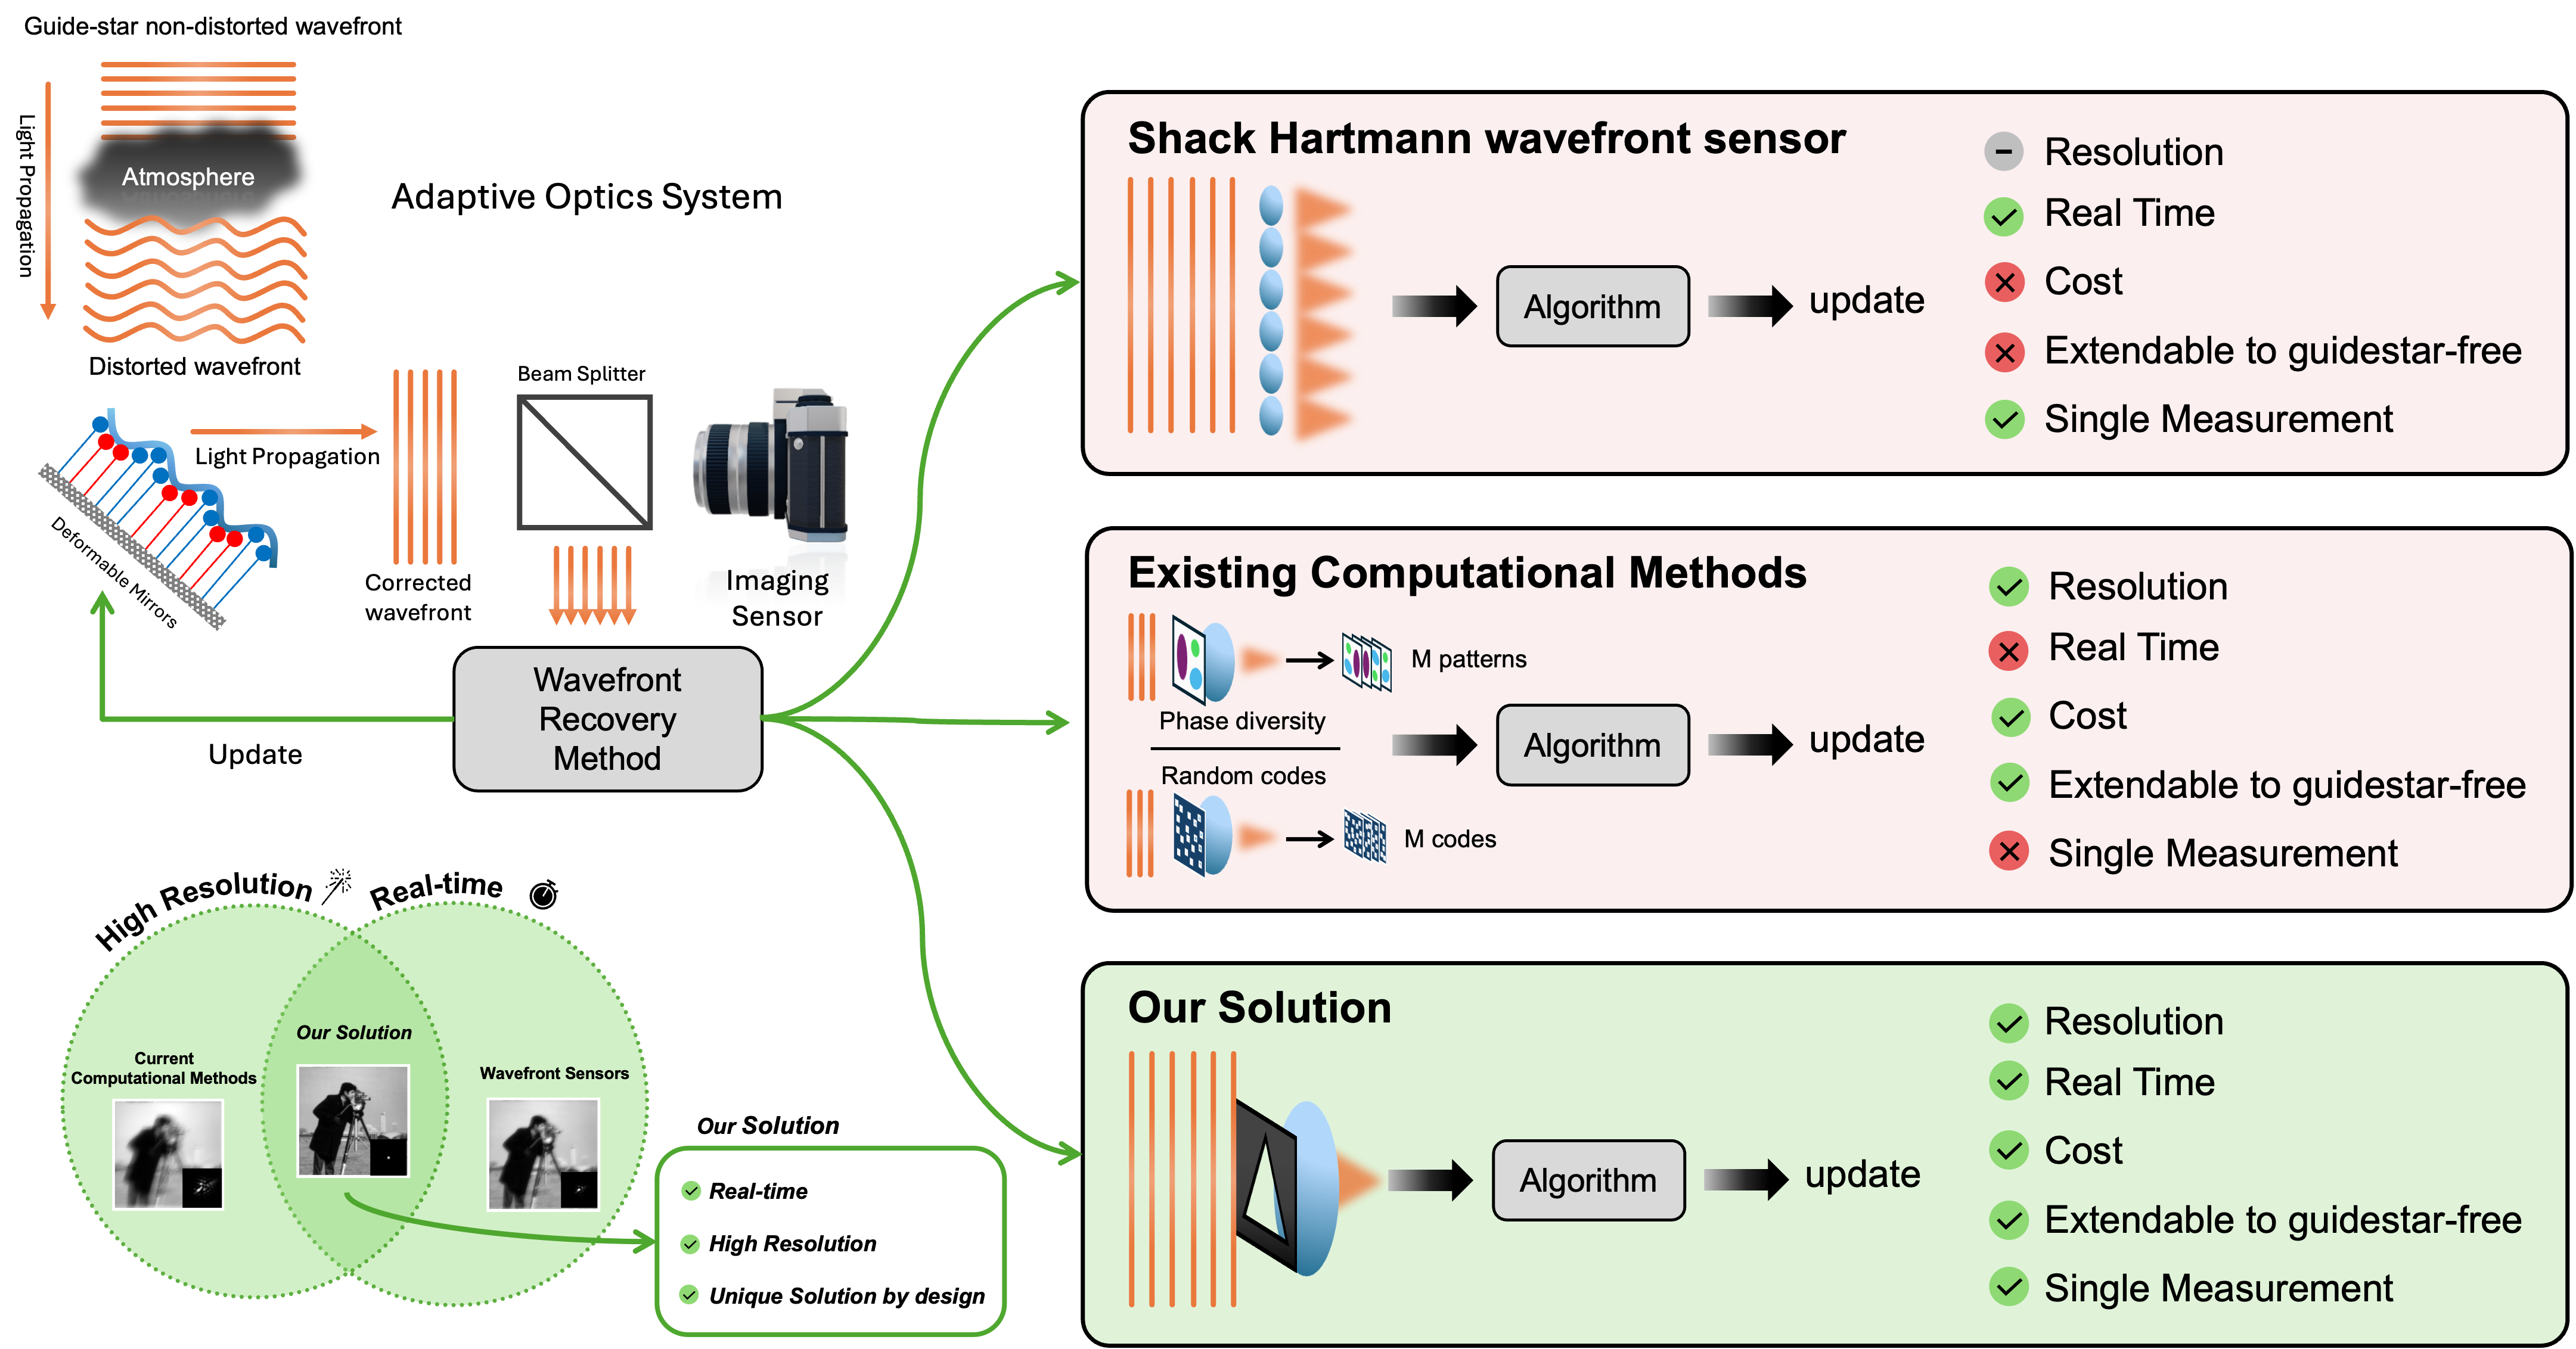 Guide-star non-distorted wavefront
Light Propagation
Atmosphere
Distorted wavefront
Adaptive Optics System
Light Propagation
Deformable Mirrors
Corrected
wavefront
Beam Splitter
Imaging
Sensor
Wavefront
Recovery
Method
Update
High Resolution
Real-time
Current
Computational Methods
Our Solution
Wavefront Sensors
Our Solution
Real-time
High Resolution
Unique Solution by design
Shack Hartmann wavefront sensor
Algorithm
update
Resolution
Real Time
Cost
Extendable to guidestar-free
Single Measurement
Existing Computational Methods
M patterns
Phase diversity
Random codes
M codes
Algorithm
update
Resolution
Real Time
Cost
Extendable to guidestar-free
Single Measurement
Our Solution
Algorithm
update
Resolution
Real Time
Cost
Extendable to guidestar-free
Single Measurement